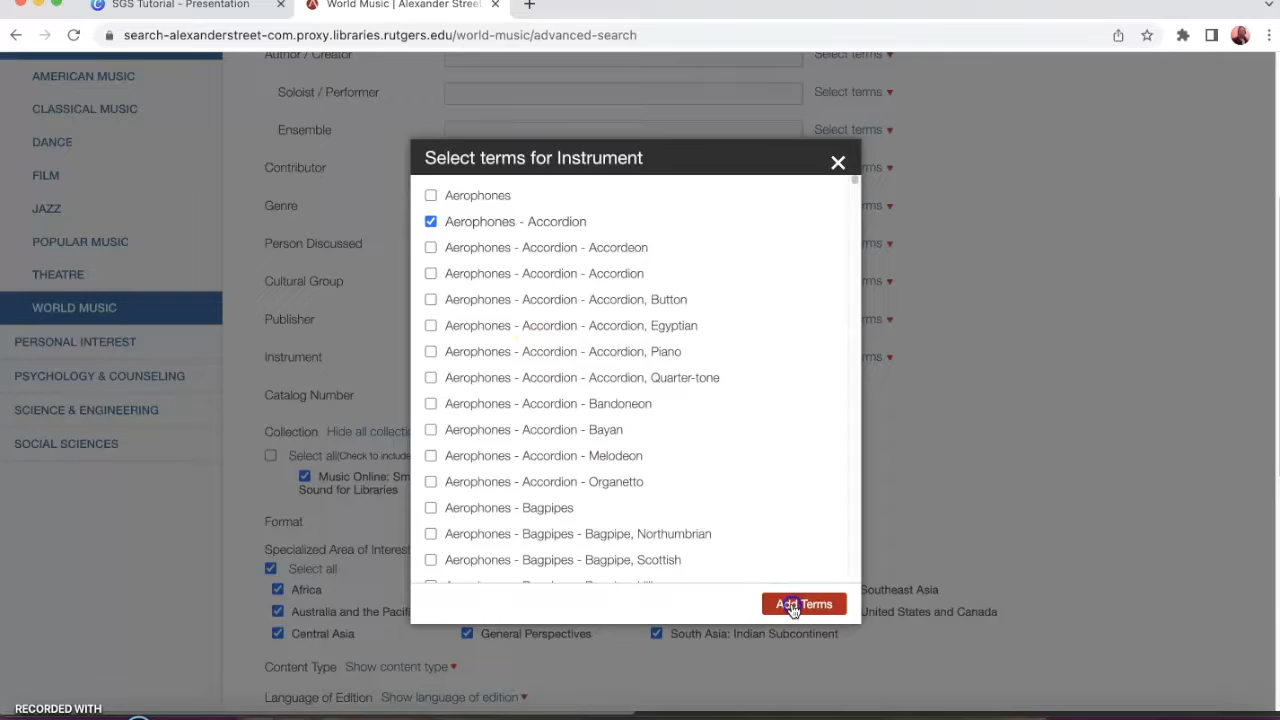 SGS Tutorial - Presentation
World Music | Alexander Street
search-alexanderstreet-com.proxy.libraries.rutgers.edu/world-music/advanced-search
AMERICAN MUSIC
CLASSICAL MUSIC
DANCE
FILM
JAZZ
POPULAR MUSIC
THEATRE
WORLD MUSIC
PERSONAL INTEREST
PSYCHOLOGY & COUNSELING
SCIENCE & ENGINEERING
SOCIAL SCIENCES
Author / Creator Select terms
Soloist / Performer Select terms
Ensemble Select terms
Contributor
Genre
Person Discussed
Cultural Group
Publisher
Instrument
Catalog Number
Collection Hide all
Select all(Check to include
Music Online:
Sound for Libraries
Format
Specialized Area of Interest
Select all
Africa Southeast Asia
Australia and the United States and Canada
Central Asia General Perspectives South Asia: Indian Subcontinent
Content Type Show content type
Language of Edition Show language of edition
Select terms for Instrument
Aerophones
Aerophones - Accordion
Aerophones - Accordion - Accordeon
Aerophones - Accordion - Accordion
Aerophones - Accordion - Accordion, Button
Aerophones - Accordion - Accordion, Egyptian
Aerophones - Accordion - Accordion, Piano
Aerophones - Accordion - Accordion, Quarter-tone
Aerophones - Accordion - Bandoneon
Aerophones - Accordion - Bayan
Aerophones - Accordion - Melodeon
Aerophones - Accordion - Organetto
Aerophones - Bagpipes
Aerophones - Bagpipes - Bagpipe, Northumbrian
Aerophones - Bagpipes - Bagpipe, Scottish
Add Terms
RECORDED WITH